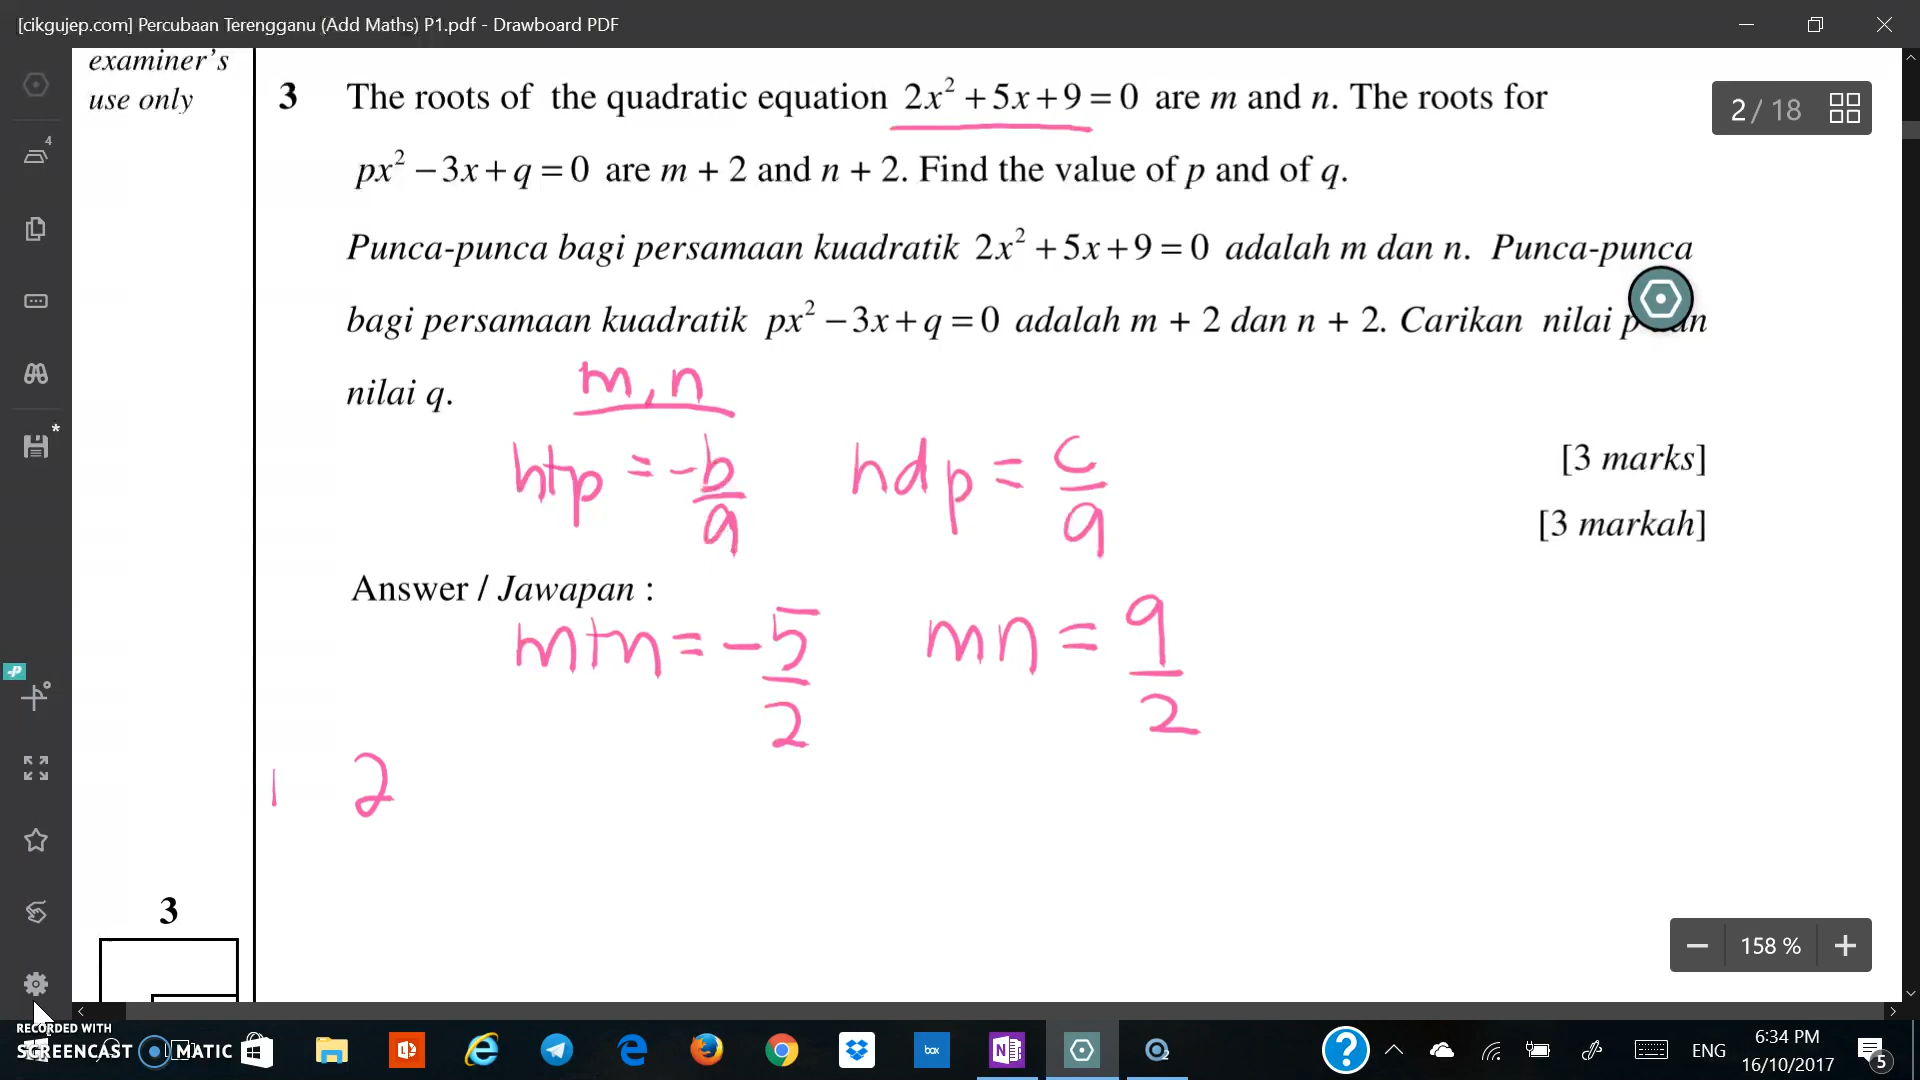 [cikgujep.com] Percubaan Terengganu (Add Maths) P1.pdf - Drawboard PDF
examiner's
use only
3 The roots of the quadratic equation 2x² + 5x + 9 = 0 are m and n. The roots for
px² − 3x + q = 0 are m + 2 and n + 2. Find the value of p and of q.
Punca-punca bagi persamaan kuadratik 2x² + 5x + 9 = 0 adalah m dan n. Punca-punca
bagi persamaan kuadratik px² − 3x + q = 0 adalah m + 2 dan n + 2. Carikan nilai p
nilai q.
m, n
htp = -b/a hdp = c/a
[3 marks]
[3 markah]
Answer / Jawapan :
m+n = -5/2 mn = 9/2
1 2
3
2 / 18
4
*
158 %
RECORDED WITH
SCREENCAST MATIC
box
ENG
6:34 PM
16/10/2017
5